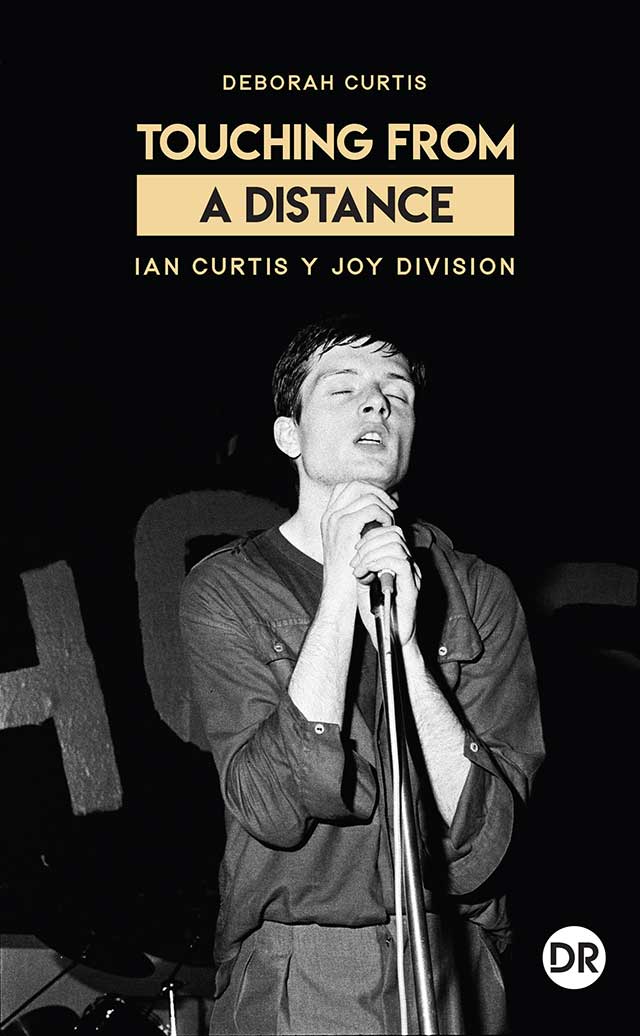 DEBORAH CURTIS
TOUCHING FROM
A DISTANCE
IAN CURTIS Y JOY DIVISION
DR